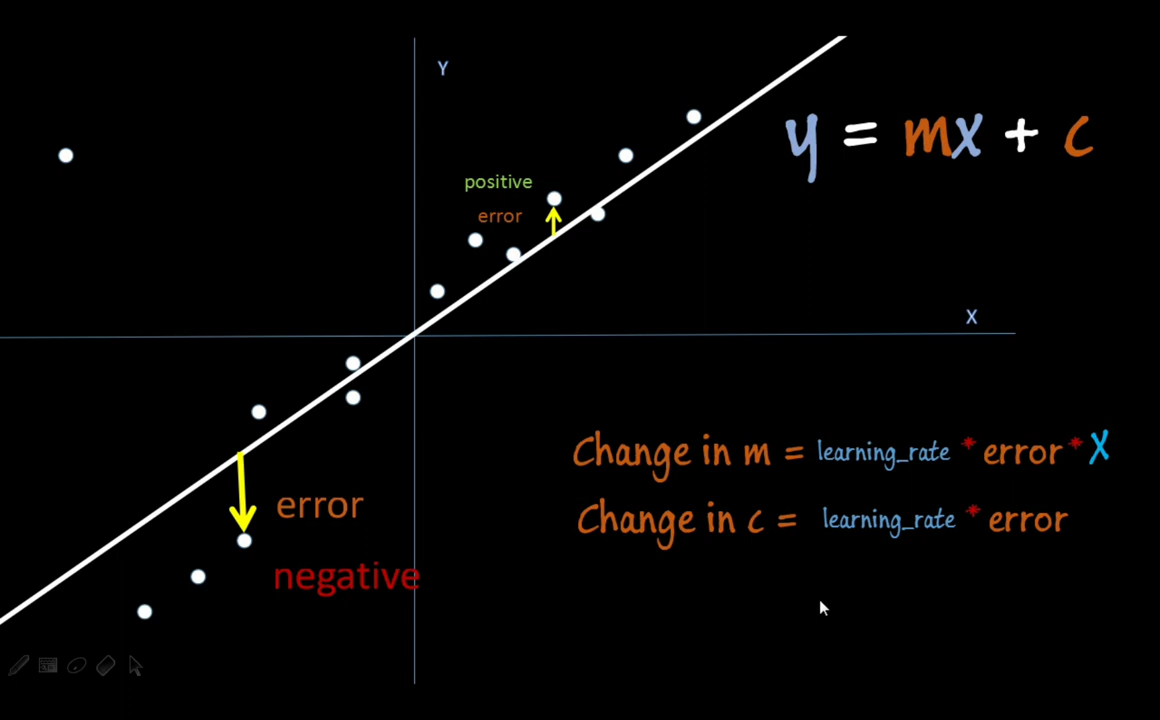 Y
y = mx + c
positive
error
X
Change in m = learning_rate * error * X
Change in c = learning_rate * error
error
negative